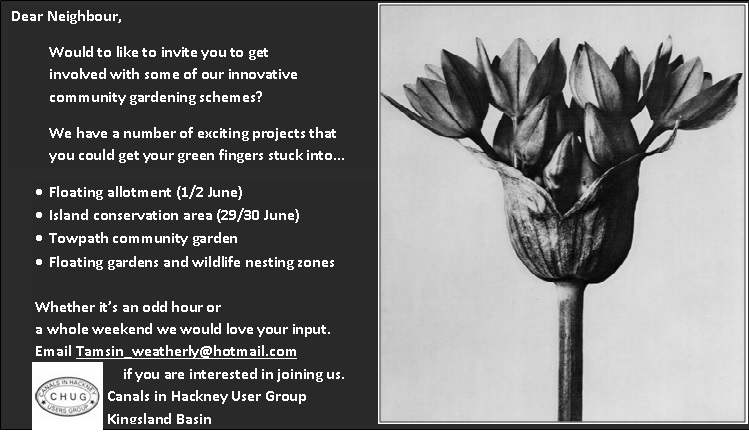 Dear Neighbour,
Would to like to invite you to get
involved with some of our innovative
community gardening schemes?
We have a number of exciting projects that
you could get your green fingers stuck into...
• Floating allotment (1/2 June)
• Island conservation area (29/30 June)
• Towpath community garden
• Floating gardens and wildlife nesting zones
Whether it's an odd hour or
a whole weekend we would love your input.
Email Tamsin_weatherly@hotmail.com
if you are interested in joining us.
CANALS IN HACKNEY
CHUG
USERS GROUP
Canals in Hackney User Group
Kingsland Basin